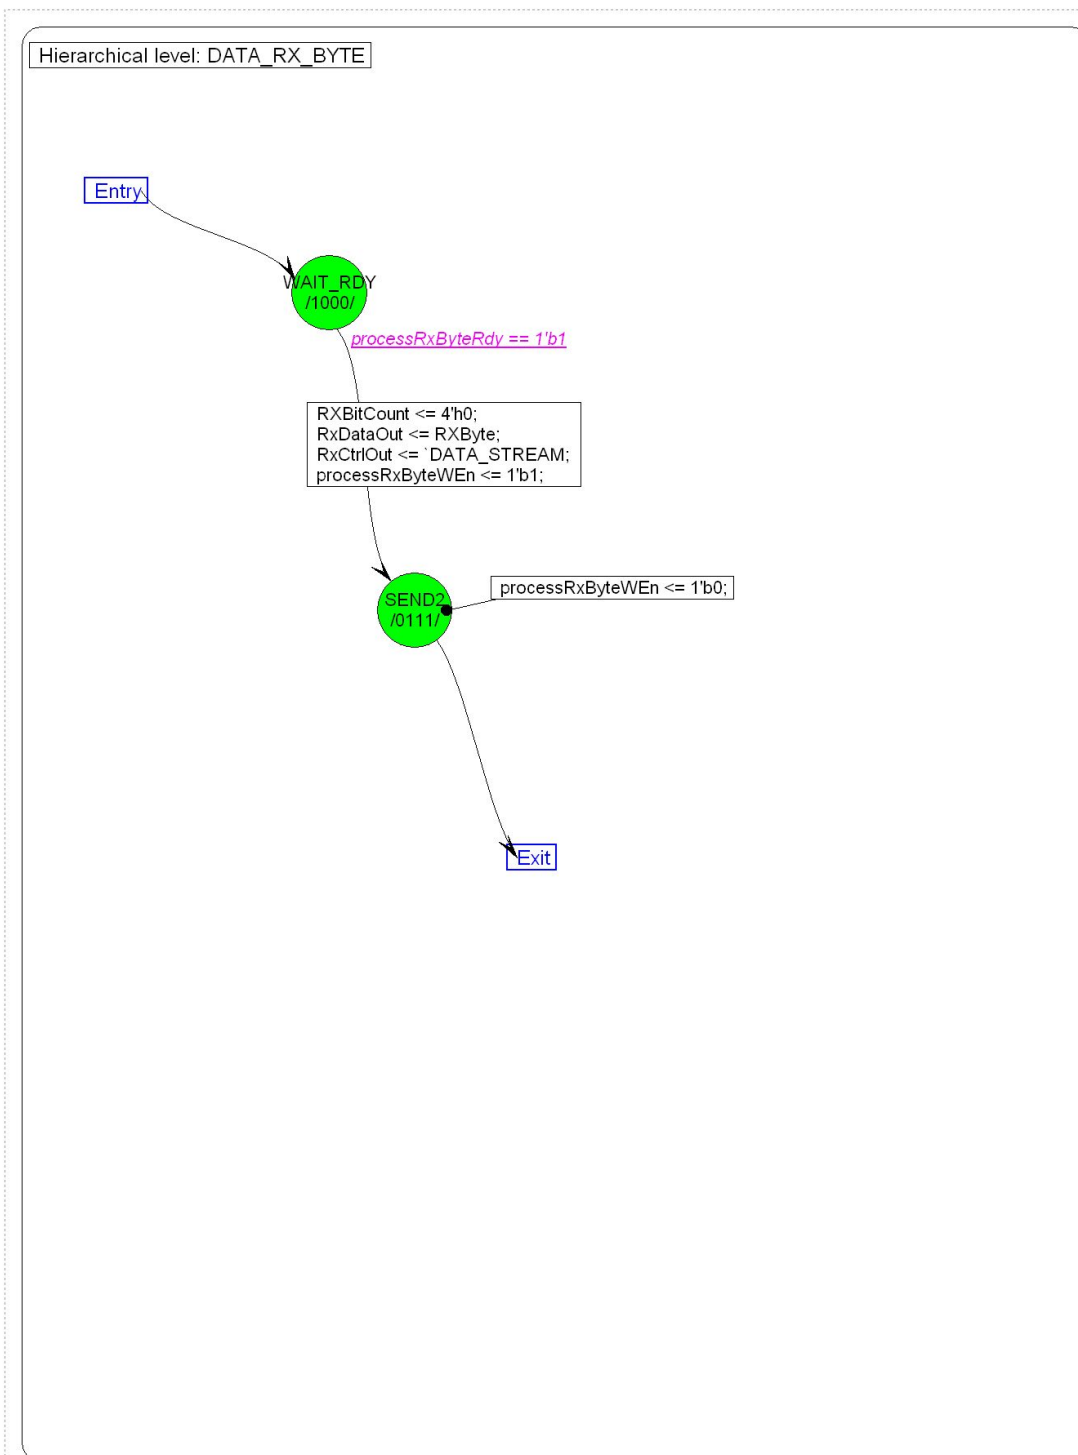 Hierarchical level: DATA_RX_BYTE
Entry
WAIT_RDY
/1000/
processRxByteRdy == 1'b1
RXBitCount <= 4'h0;
RxDataOut <= RXByte;
RxCtrlOut <= `DATA_STREAM;
processRxByteWEn <= 1'b1;
SEND2
/0111/
processRxByteWEn <= 1'b0;
Exit